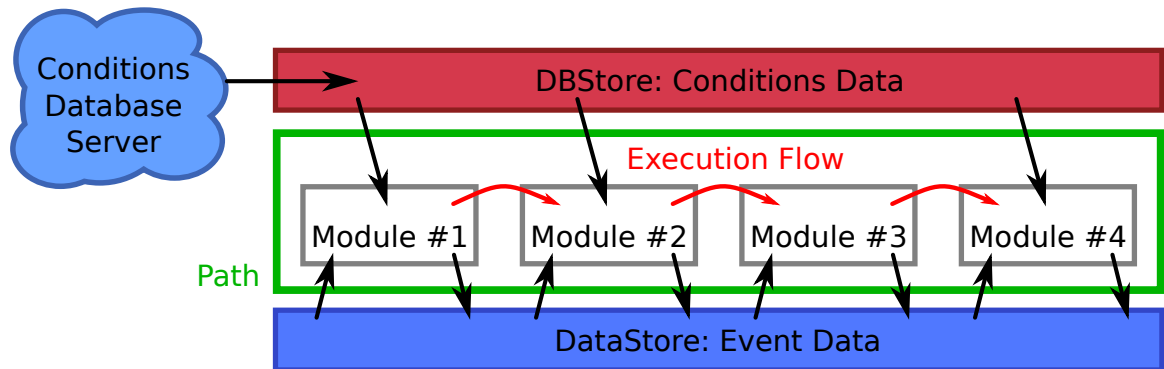 Conditions
Database
Server
DBStore: Conditions Data
Execution Flow
Module #1
Module #2
Module #3
Module #4
Path
DataStore: Event Data